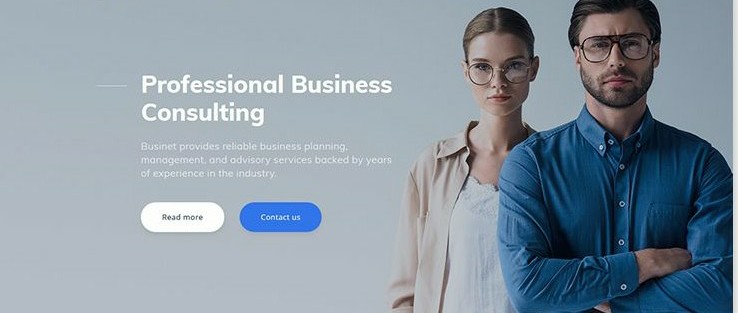 Professional Business
Consulting
Businet provides reliable business planning,
management, and advisory services backed by years
of experience in the industry.
Read more
Contact us